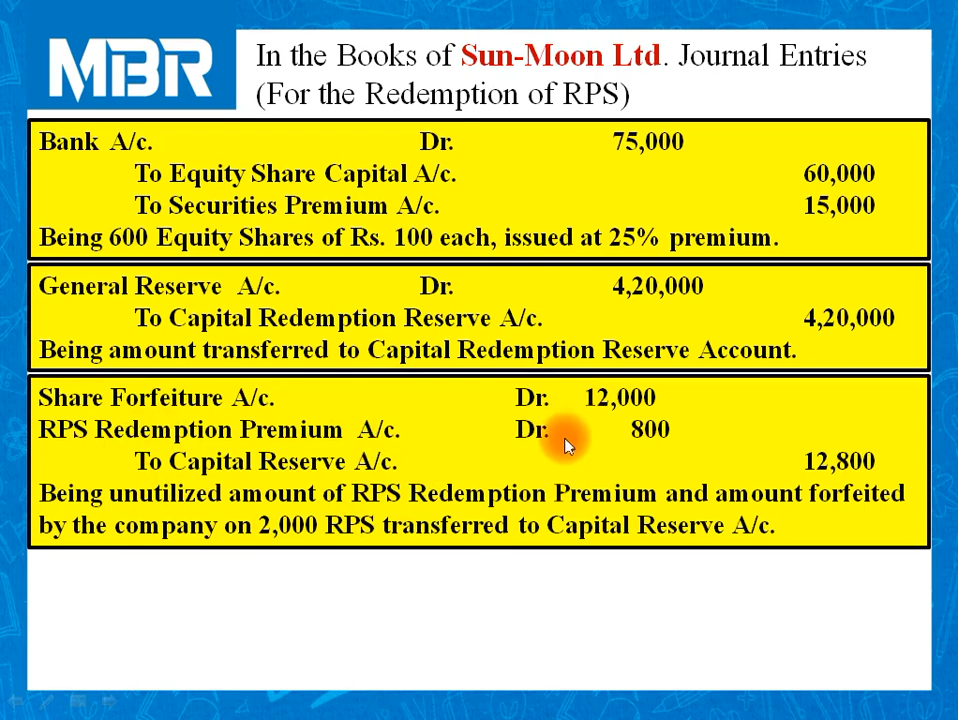 MBR
In the Books of Sun-Moon Ltd. Journal Entries
(For the Redemption of RPS)
Bank A/c. Dr. 75,000
To Equity Share Capital A/c. 60,000
To Securities Premium A/c. 15,000
Being 600 Equity Shares of Rs. 100 each, issued at 25% premium.
General Reserve A/c. Dr. 4,20,000
To Capital Redemption Reserve A/c. 4,20,000
Being amount transferred to Capital Redemption Reserve Account.
Share Forfeiture A/c. Dr. 12,000
RPS Redemption Premium A/c. Dr. 800
To Capital Reserve A/c. 12,800
Being unutilized amount of RPS Redemption Premium and amount forfeited
by the company on 2,000 RPS transferred to Capital Reserve A/c.